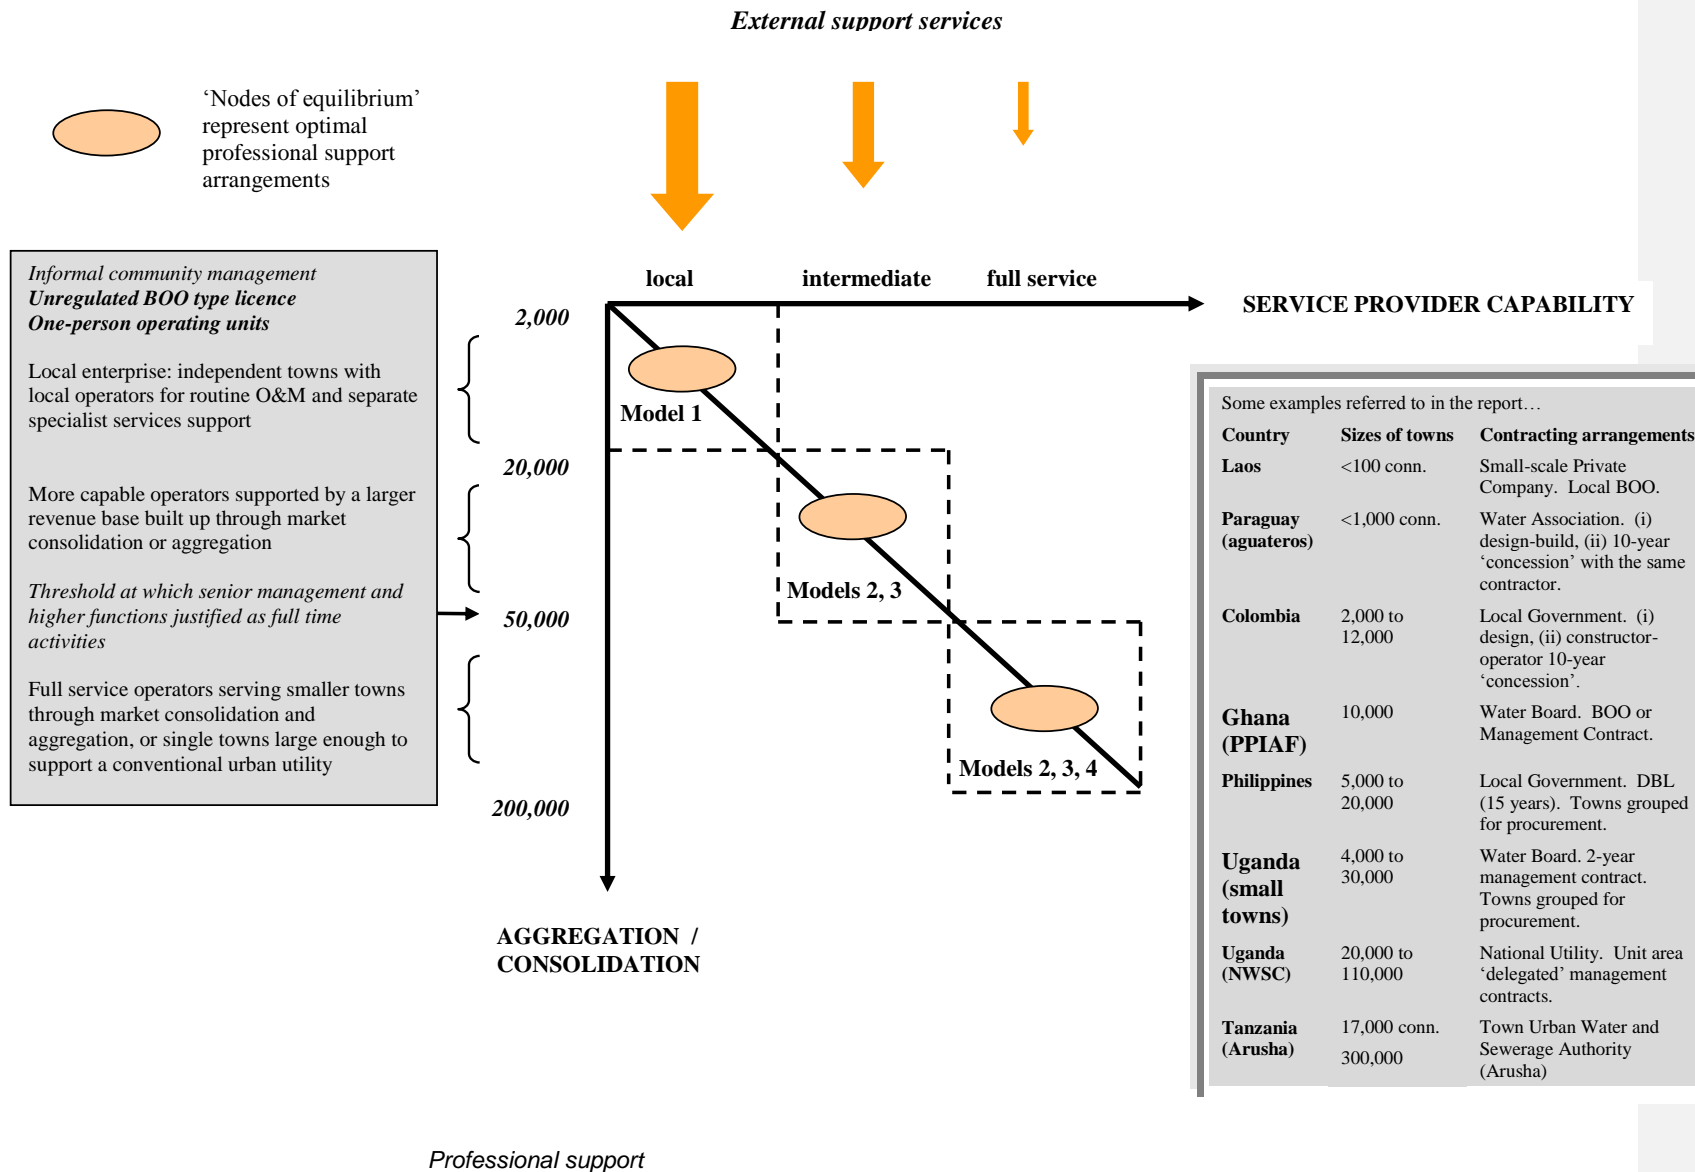 External support services
‘Nodes of equilibrium’
represent optimal
professional support
arrangements
Informal community management
Unregulated BOO type licence
One-person operating units
Local enterprise: independent towns with
local operators for routine O&M and separate
specialist services support
More capable operators supported by a larger
revenue base built up through market
consolidation or aggregation
Threshold at which senior management and
higher functions justified as full time
activities
Full service operators serving smaller towns
through market consolidation and
aggregation, or single towns large enough to
support a conventional urban utility
local intermediate full service
SERVICE PROVIDER CAPABILITY
2,000
20,000
50,000
200,000
Model 1
Models 2, 3
Models 2, 3, 4
AGGREGATION /
CONSOLIDATION
Some examples referred to in the report…
Country Sizes of towns Contracting arrangements
Laos <100 conn. Small-scale Private
Company. Local BOO.
Paraguay <1,000 conn. Water Association. (i)
(aguateros) design-build, (ii) 10-year
‘concession’ with the same
contractor.
Colombia 2,000 to Local Government. (i)
12,000 design, (ii) constructor-
operator 10-year
‘concession’.
Ghana 10,000 Water Board. BOO or
(PPIAF) Management Contract.
Philippines 5,000 to Local Government. DBL
20,000 (15 years). Towns grouped
for procurement.
Uganda 4,000 to Water Board. 2-year
(small 30,000 management contract.
towns) Towns grouped for
procurement.
Uganda 20,000 to National Utility. Unit area
(NWSC) 110,000 ‘delegated’ management
contracts.
Tanzania 17,000 conn. Town Urban Water and
(Arusha) 300,000 Sewerage Authority
(Arusha)
Professional support